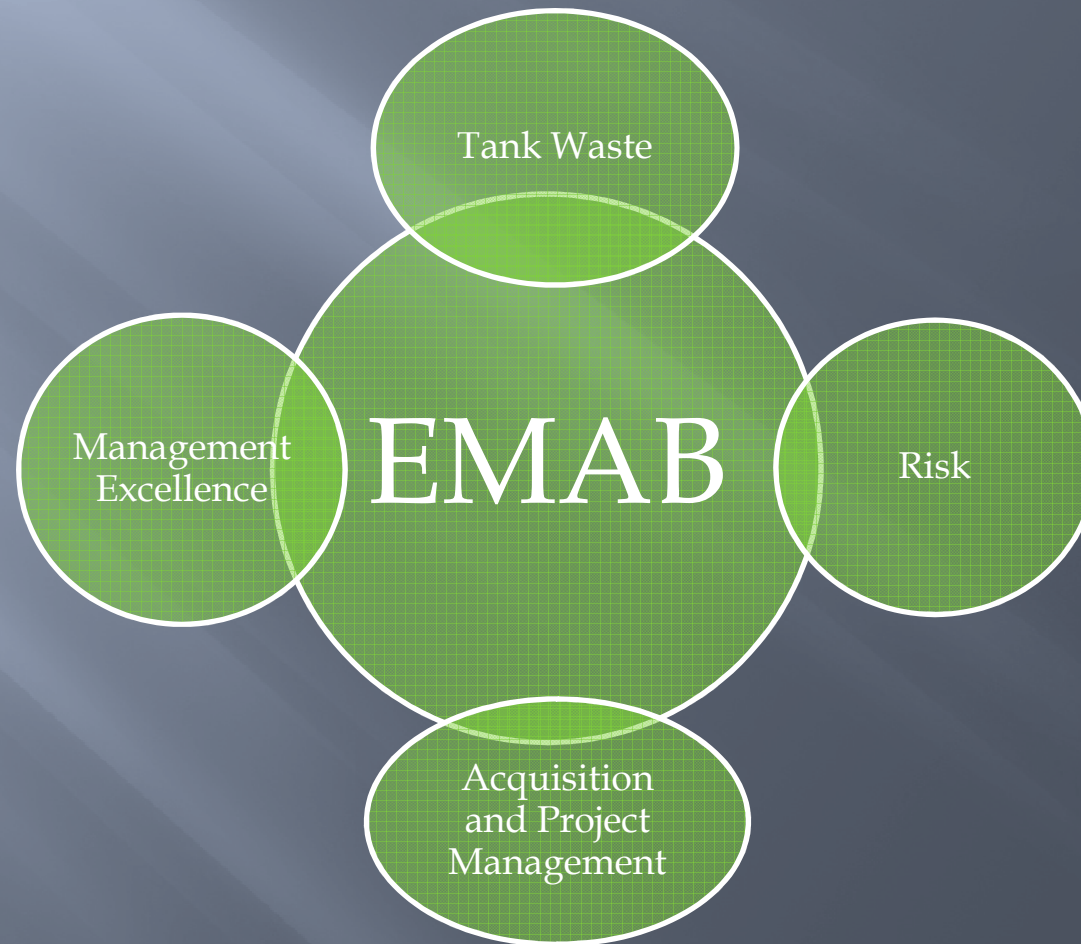 Tank Waste
Management
Excellence
EMAB
Risk
Acquisition
and Project
Management